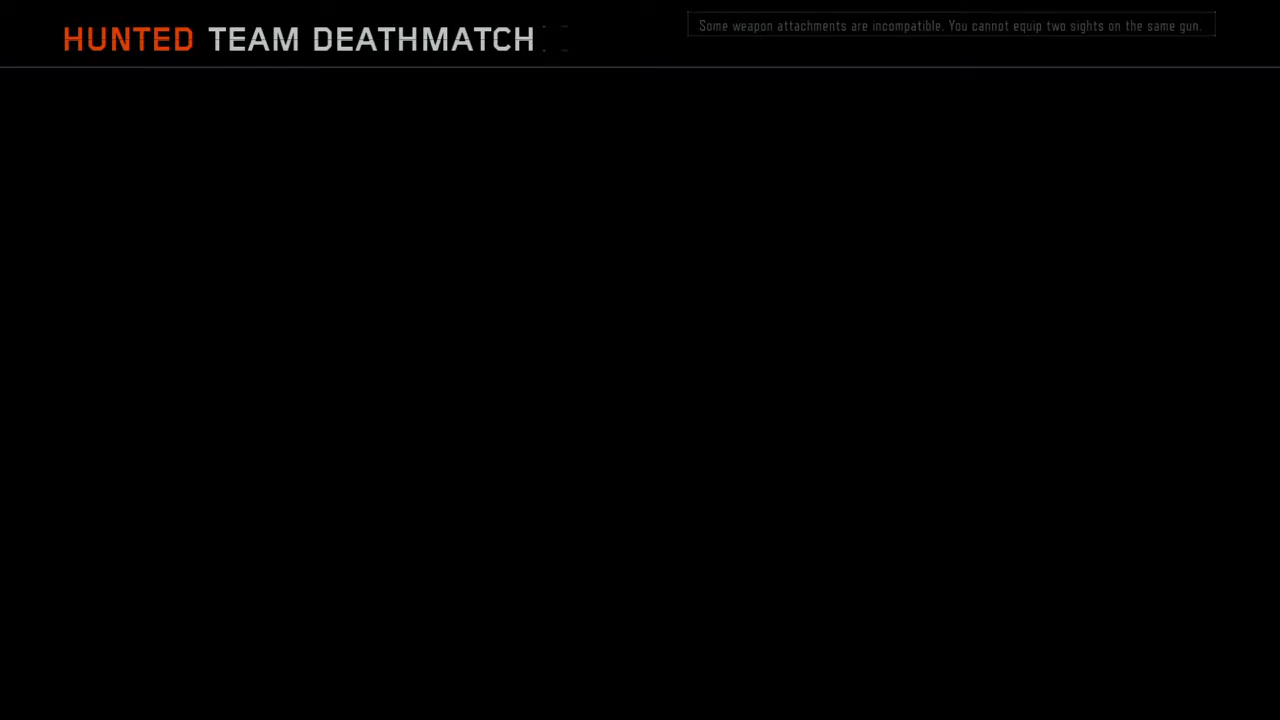 HUNTED TEAM DEATHMATCH
Some weapon attachments are incompatible. You cannot equip two sights on the same gun.